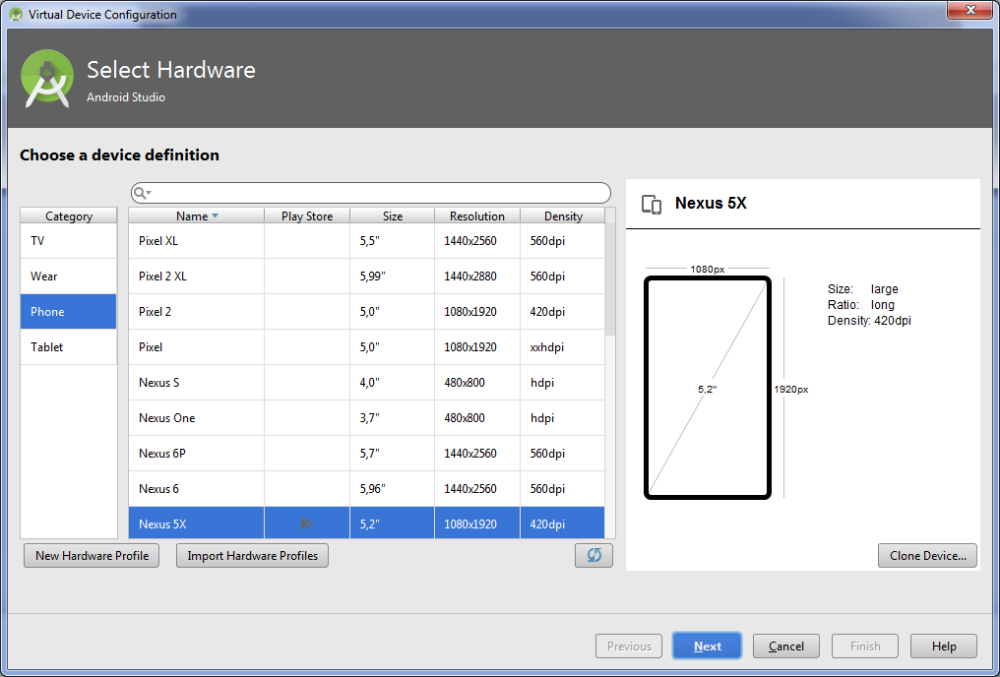 Virtual Device Configuration
Select Hardware
Android Studio
Choose a device definition
Category
TV
Wear
Phone
Tablet
Name Play Store Size Resolution Density
Pixel XL 5,5" 1440x2560 560dpi
Pixel 2 XL 5,99" 1440x2880 560dpi
Pixel 2 5,0" 1080x1920 420dpi
Pixel 5,0" 1080x1920 xxhdpi
Nexus S 4,0" 480x800 hdpi
Nexus One 3,7" 480x800 hdpi
Nexus 6P 5,7" 1440x2560 560dpi
Nexus 6 5,96" 1440x2560 560dpi
Nexus 5X 5,2" 1080x1920 420dpi
New Hardware Profile Import Hardware Profiles
Nexus 5X
1080px
5,2"
1920px
Size: large
Ratio: long
Density: 420dpi
Clone Device...
Previous Next Cancel Finish Help